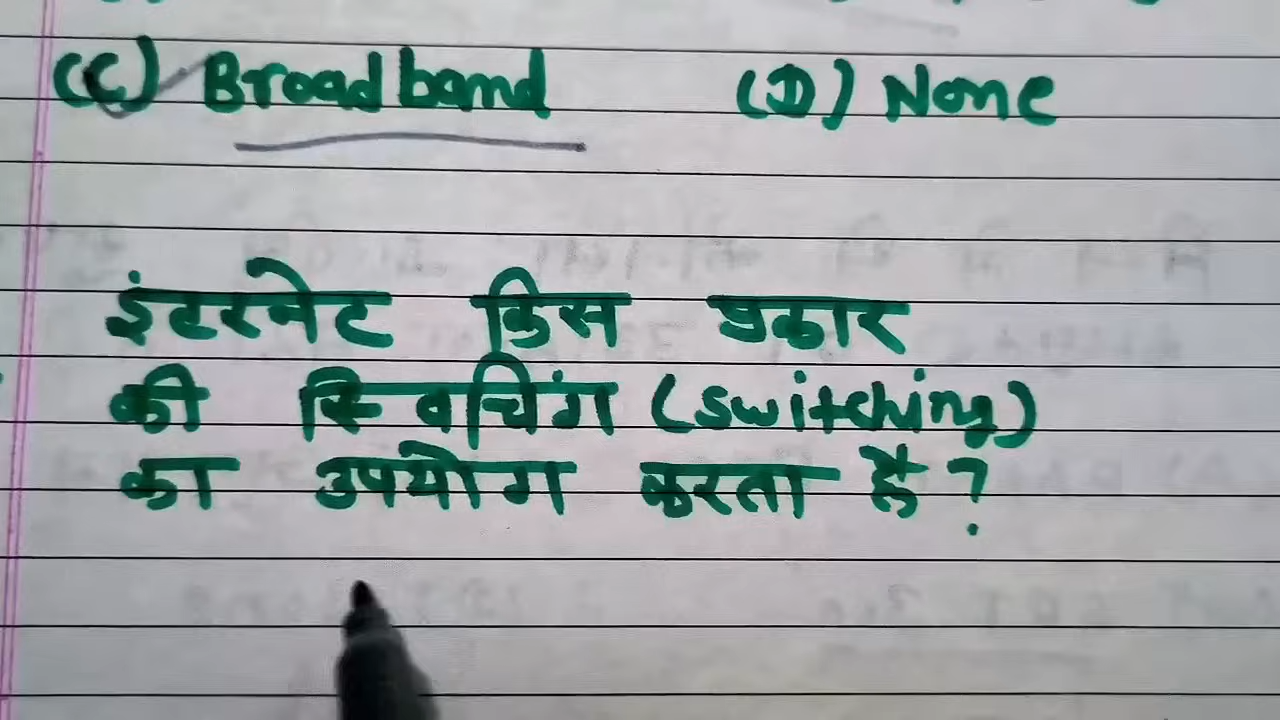 (C) Broadband (D) None
इंटरनेट किस प्रकार
की स्विचिंग (switching)
का उपयोग करता है?